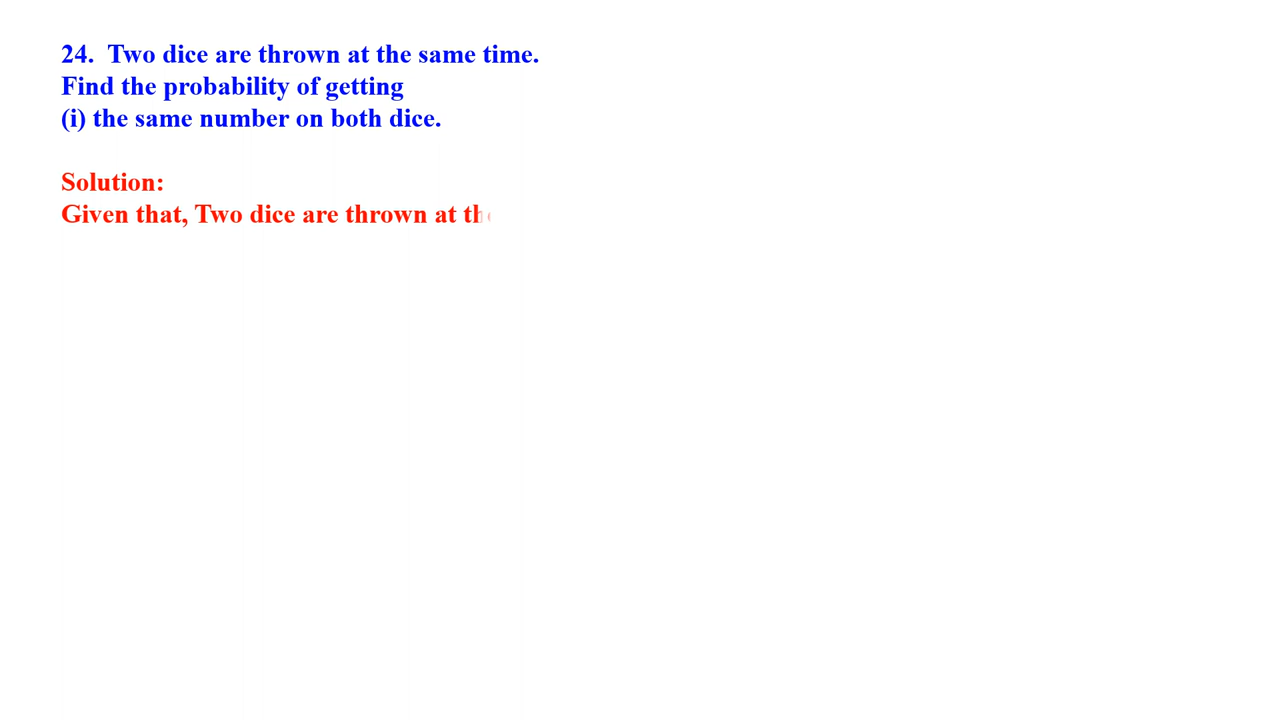 24. Two dice are thrown at the same time.
Find the probability of getting
(i) the same number on both dice.
Solution:
Given that, Two dice are thrown at the